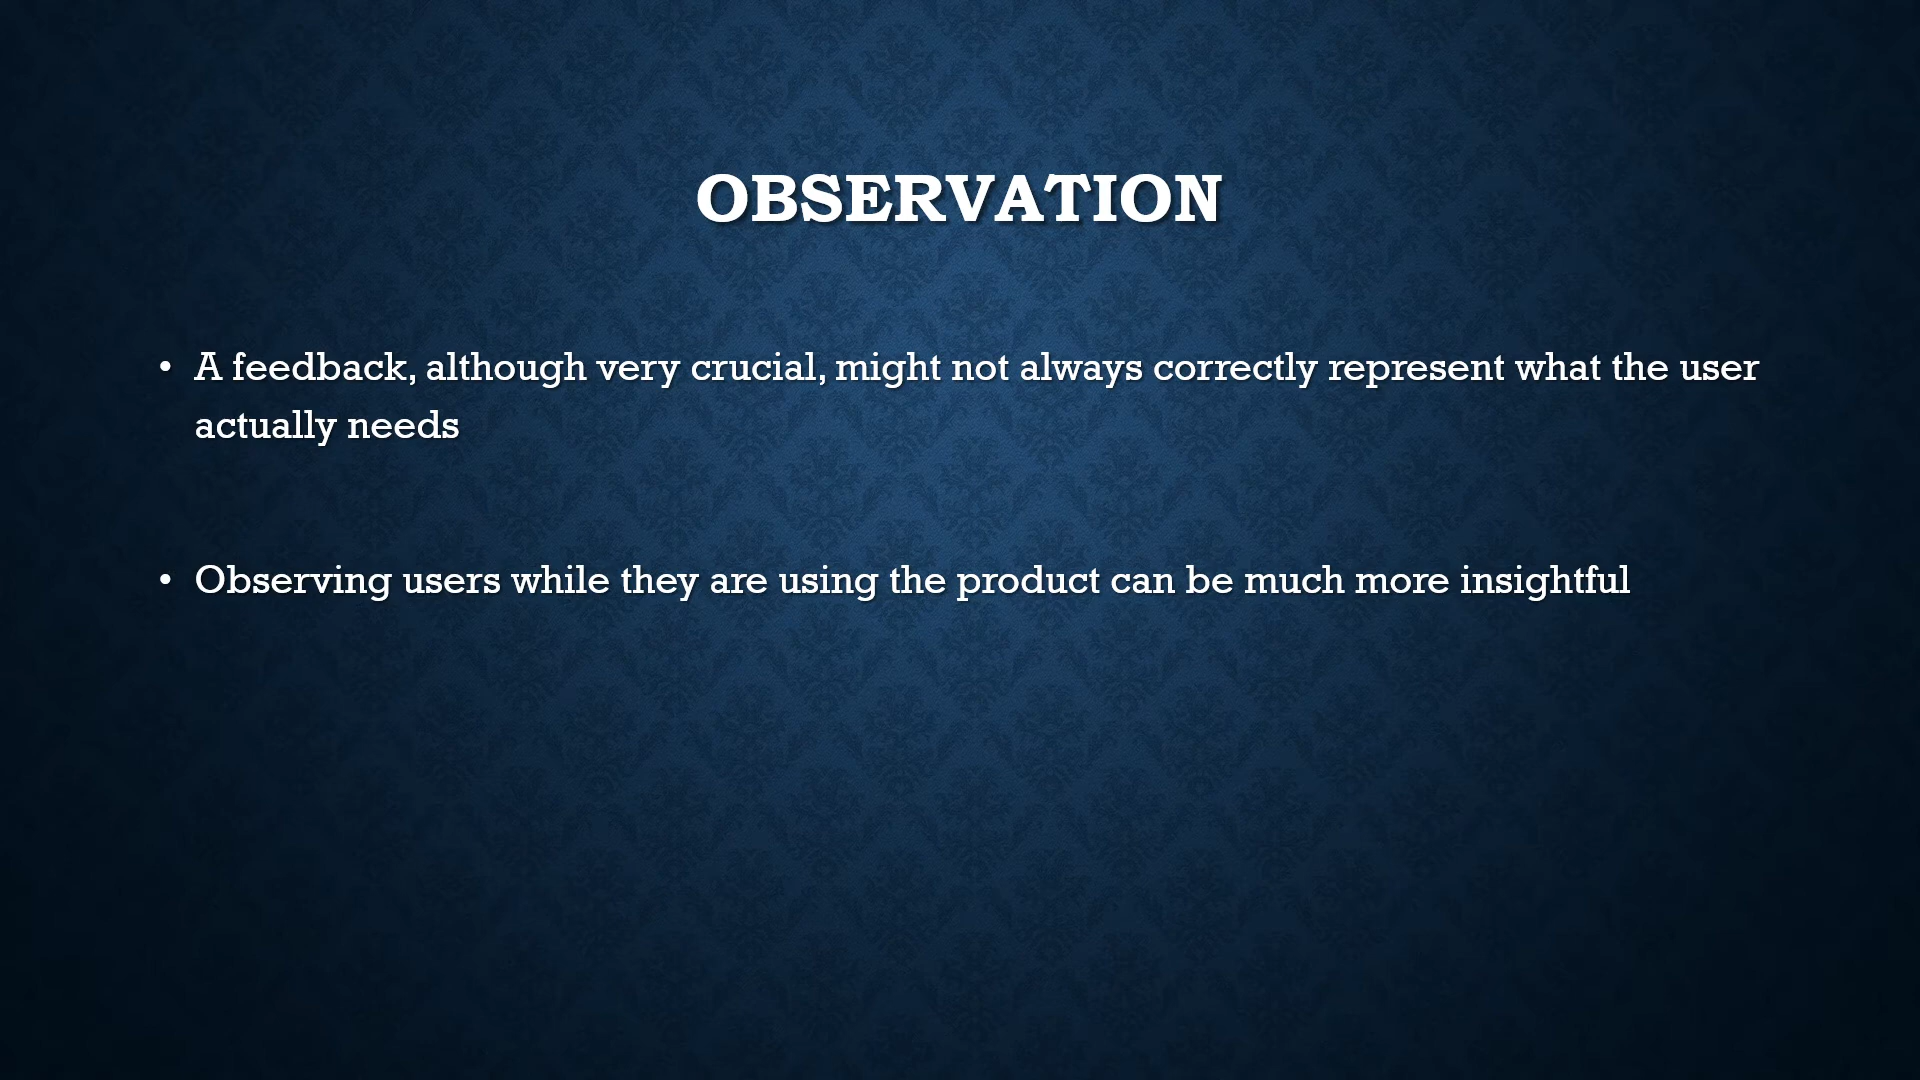 OBSERVATION
• A feedback, although very crucial, might not always correctly represent what the user
actually needs
• Observing users while they are using the product can be much more insightful